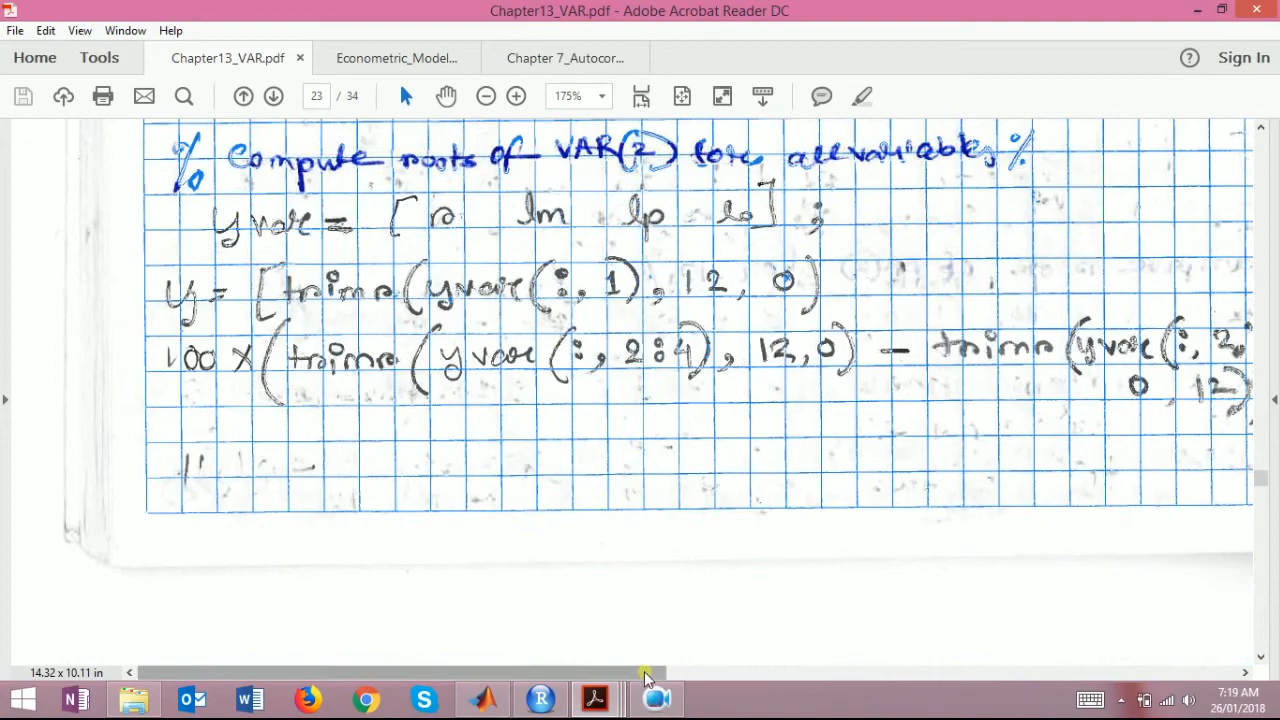 Chapter13_VAR.pdf - Adobe Acrobat Reader DC
File Edit View Window Help
Home Tools Chapter13_VAR.pdf × Econometric_Model... Chapter 7_Autocor... Sign In
23 / 34 175%
% Compute roots of VAR(2) for all variables %
yvar = [ r lm lp lo ] ;
y = [trimr(yvar(:, 1), 12, 0)
100 × (trimr(yvar(:, 2:4), 12, 0) - trimr(yvar(:, 2:
0, 12)
14.32 x 10.11 in
7:19 AM
26/01/2018